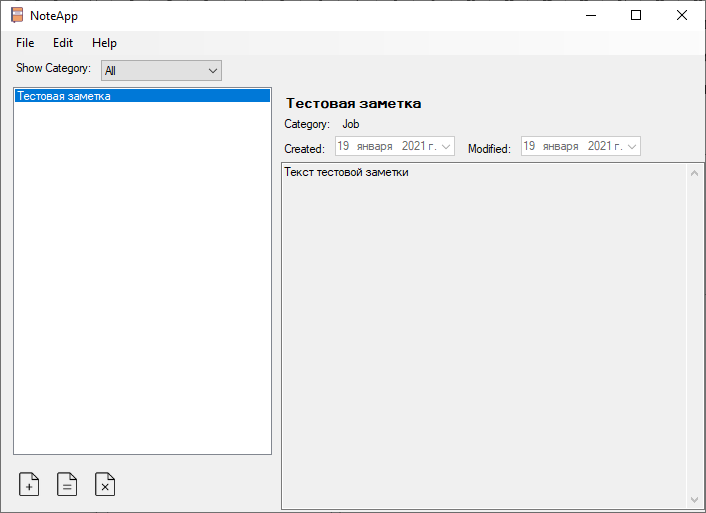 NoteApp
File Edit Help
Show Category: All
Тестовая заметка
Тестовая заметка
Category: Job
Created: 19 января 2021 г. Modified: 19 января 2021 г.
Текст тестовой заметки